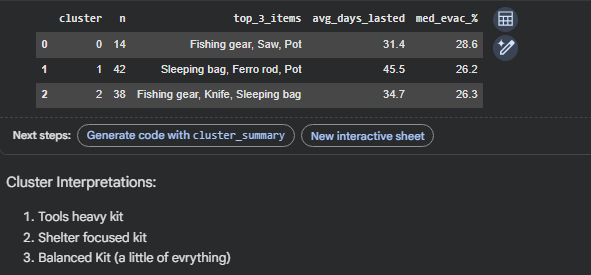 cluster n top_3_items avg_days_lasted med_evac_%
0 0 14 Fishing gear, Saw, Pot 31.4 28.6
1 1 42 Sleeping bag, Ferro rod, Pot 45.5 26.2
2 2 38 Fishing gear, Knife, Sleeping bag 34.7 26.3
Next steps: Generate code with cluster_summary New interactive sheet
Cluster Interpretations:
1. Tools heavy kit
2. Shelter focused kit
3. Balanced Kit (a little of evrything)